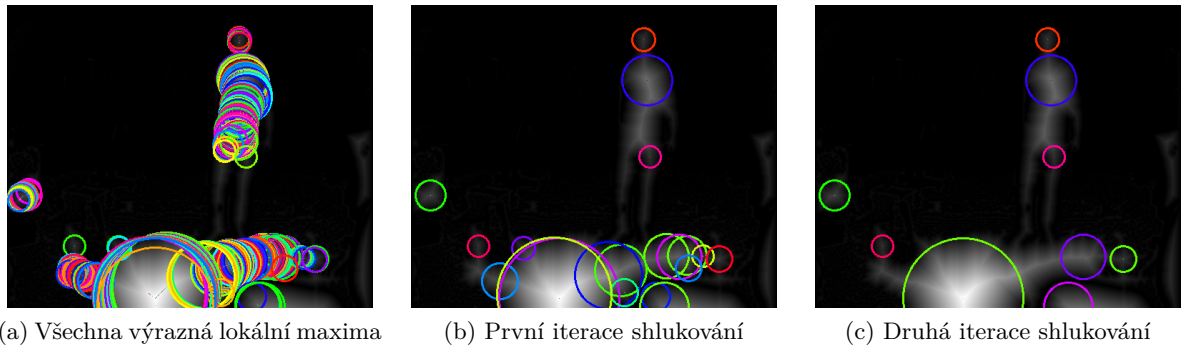 (a) Všechna výrazná lokální maxima
(b) První iterace shlukování
(c) Druhá iterace shlukování